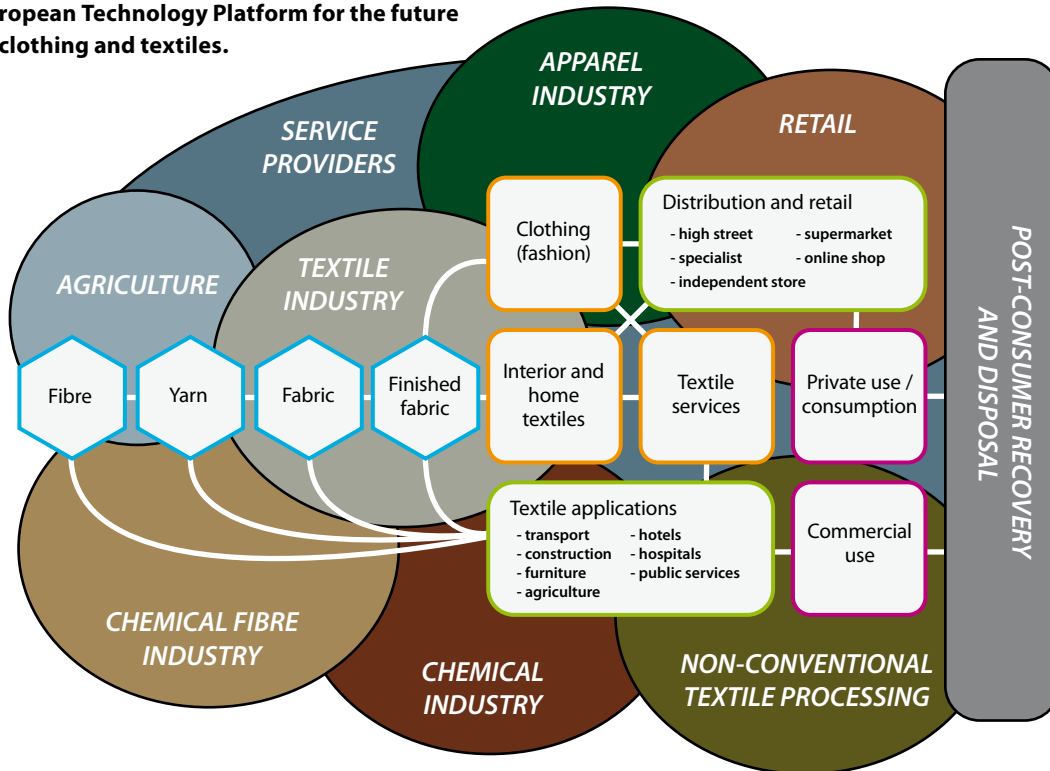 ropean Technology Platform for the future
clothing and textiles.
APPAREL
INDUSTRY
RETAIL
SERVICE
PROVIDERS
Clothing
(fashion)
Distribution and retail
- high street
- supermarket
- specialist
- online shop
- independent store
AGRICULTURE
TEXTILE
INDUSTRY
POST-CONSUMER RECOVERY
AND DISPOSAL
Fibre
Yarn
Fabric
Finished
fabric
Interior and
home
textiles
Textile
services
Private use /
consumption
Textile applications
- transport
- hotels
- construction
- hospitals
- furniture
- public services
- agriculture
Commercial
use
CHEMICAL FIBRE
INDUSTRY
CHEMICAL
INDUSTRY
NON-CONVENTIONAL
TEXTILE PROCESSING